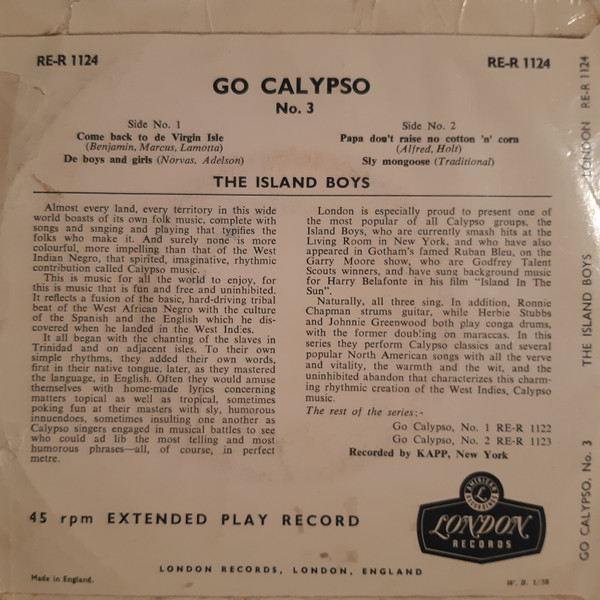 RE-R 1124
RE-R 1124
GO CALYPSO
No. 3
Side No. 1
Come back to de Virgin Isle
(Benjamin, Marcus, Lamotta)
De boys and girls (Norvas, Adelson)
Side No. 2
Papa don't raise no cotton 'n' corn
(Alfred, Holt)
Sly mongoose (Traditional)
THE ISLAND BOYS
Almost every land, every territory in this wide
world boasts of its own folk music, complete with
songs and singing and playing that typifies the
folks who make it. And surely none is more
colourful, more impelling than that of the West
Indian Negro, that spirited, imaginative, rhythmic
contribution called Calypso music.
This is music for all the world to enjoy, for
this is music that is fun and free and uninhibited.
It reflects a fusion of the basic, hard-driving tribal
beat of the West African Negro with the culture
of the Spanish and the English which he dis-
covered when he landed in the West Indies.
It all began with the chanting of the slaves in
Trinidad and on adjacent isles. To their own
simple rhythms, they added their own words,
first in their native tongue, later, as they mastered
the language, in English. Often they would amuse
themselves with home-made lyrics concerning
matters topical as well as tropical, sometimes
poking fun at their masters with sly, humorous
innuendoes, sometimes insulting one another as
Calypso singers engaged in musical battles to see
who could ad lib the most telling and most
humorous phrases—all, of course, in perfect
metre.
London is especially proud to present one of
the most popular of all Calypso groups, the
Island Boys, who are currently smash hits at the
Living Room in New York, and who have also
appeared in Gotham's famed Ruban Bleu, on the
Garry Moore show, who are Godfrey Talent
Scouts winners, and have sung background music
for Harry Belafonte in his film "Island In The
Sun".
Naturally, all three sing. In addition, Ronnie
Chapman strums guitar, while Herbie Stubbs
and Johnnie Greenwood both play conga drums,
with the former doubling on maraccas. In this
series they perform Calypso classics and several
popular North American songs with all the verve
and vitality, the warmth and the wit, and the
uninhibited abandon that characterizes this charm-
ing rhythmic creation of the West Indies, Calypso
music.
The rest of the series:-
Go Calypso, No. 1 RE-R 1122
Go Calypso, No. 2 RE-R 1123
Recorded by KAPP, New York
45 rpm EXTENDED PLAY RECORD
AMERICAN
L
RECORDINGS
LONDON
RECORDS
LONDON RECORDS, LONDON, ENGLAND
Made in England.
W. B. 1/58
GO CALYPSO, No. 3
THE ISLAND BOYS
LONDON RE-R 1124